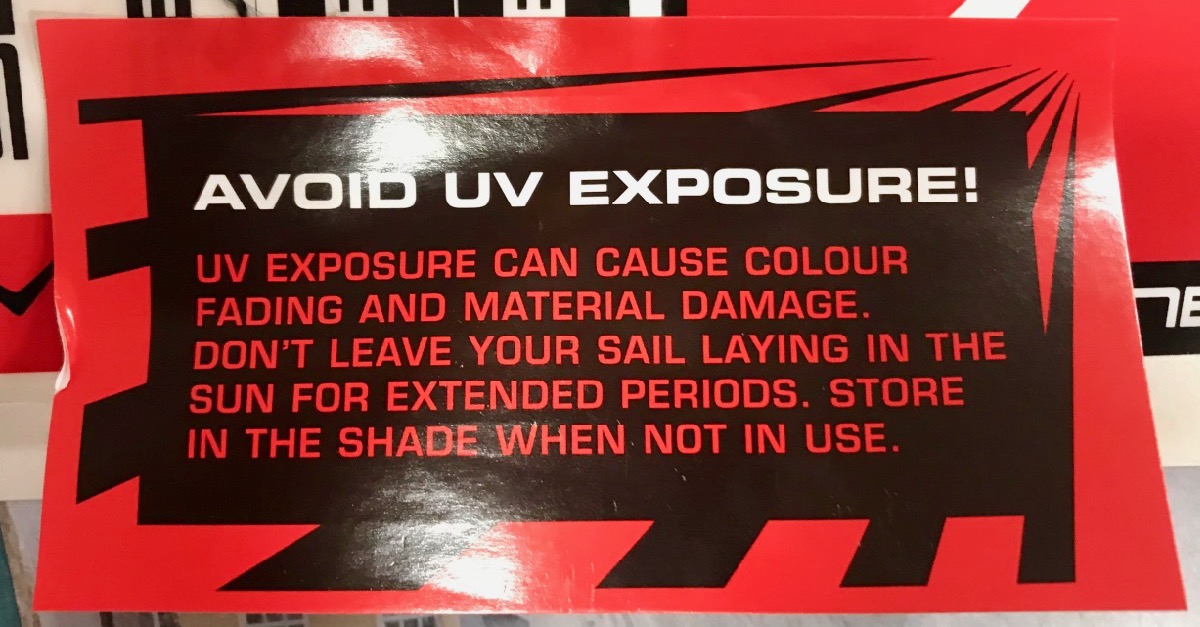 AVOID UV EXPOSURE!
UV EXPOSURE CAN CAUSE COLOUR
FADING AND MATERIAL DAMAGE.
DON'T LEAVE YOUR SAIL LAYING IN THE
SUN FOR EXTENDED PERIODS. STORE
IN THE SHADE WHEN NOT IN USE.